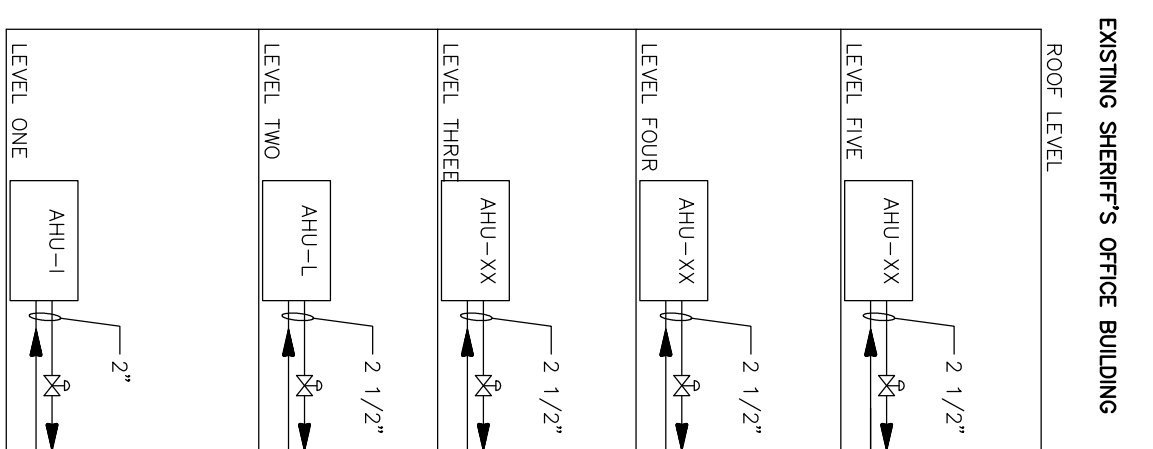 EXISTING SHERIFF'S OFFICE BUILDING
ROOF LEVEL
LEVEL FIVE
AHU-XX
2 1/2"
LEVEL FOUR
AHU-XX
2 1/2"
LEVEL THREE
AHU-XX
2 1/2"
LEVEL TWO
AHU-L
2 1/2"
LEVEL ONE
AHU-I
2"